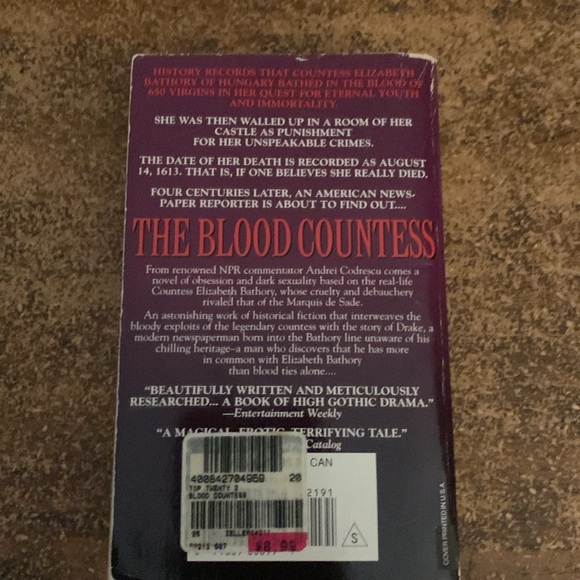 HISTORY RECORDS THAT COUNTESS ELIZABETH
BATHORY OF HUNGARY BATHED IN THE BLOOD OF
650 VIRGINS IN HER QUEST FOR ETERNAL YOUTH
AND IMMORTALITY.
SHE WAS THEN WALLED UP IN A ROOM OF HER
CASTLE AS PUNISHMENT
FOR HER UNSPEAKABLE CRIMES.
THE DATE OF HER DEATH IS RECORDED AS AUGUST
14, 1613. THAT IS, IF ONE BELIEVES SHE REALLY DIED.
FOUR CENTURIES LATER, AN AMERICAN NEWS-
PAPER REPORTER IS ABOUT TO FIND OUT....
THE BLOOD COUNTESS
From renowned NPR commentator Andrei Codrescu comes a
novel of obsession and dark sexuality based on the real-life
Countess Elizabeth Bathory, whose cruelty and debauchery
rivaled that of the Marquis de Sade.
An astonishing work of historical fiction that interweaves the
bloody exploits of the legendary countess with the story of Drake, a
modern newspaperman born into the Bathory line unaware of his
chilling heritage–a man who discovers that he has more
in common with Elizabeth Bathory
than blood ties alone....
“BEAUTIFULLY WRITTEN AND METICULOUSLY
RESEARCHED... A BOOK OF HIGH GOTHIC DRAMA.”
—Entertainment Weekly
“A MAGICAL, EROTIC, TERRIFYING TALE.”
Catalog
CAN
400842704959 20
TOP TWENTY 3
BLOOD COUNTESS
2191
$8.99
S
COVER PRINTED IN U.S.A.